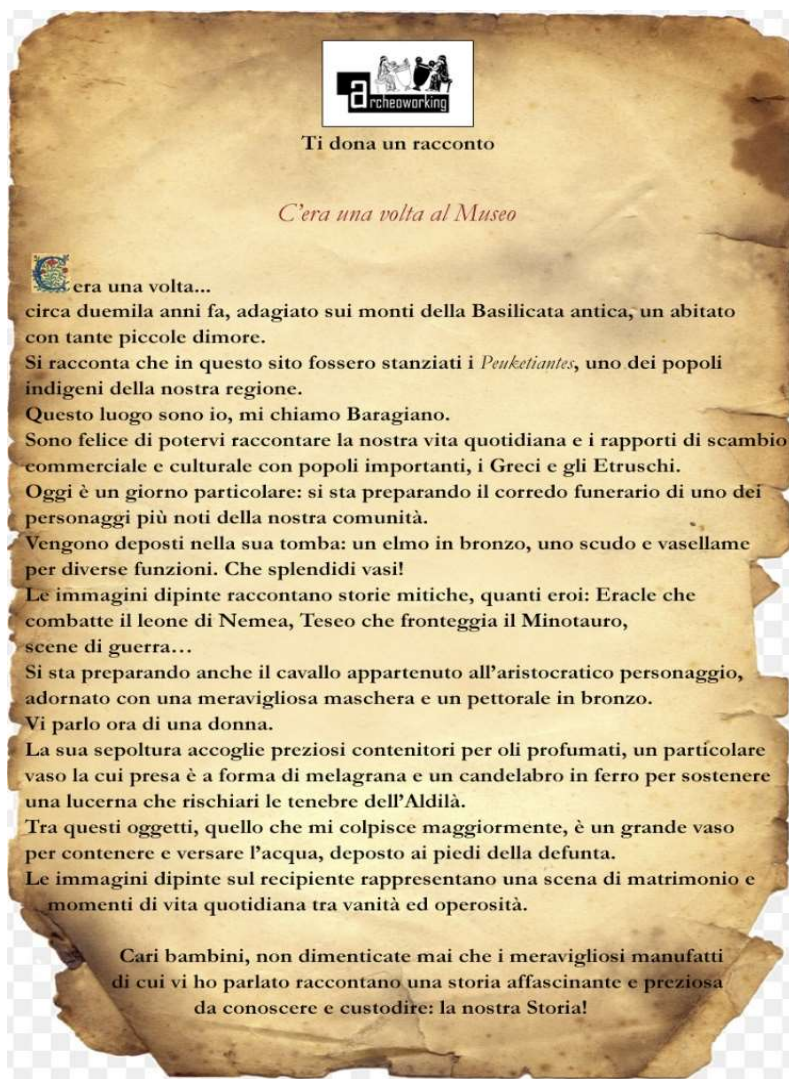 archeoworking
Ti dona un racconto
C'era una volta al Museo
C era una volta...
circa duemila anni fa, adagiato sui monti della Basilicata antica, un abitato
con tante piccole dimore.
Si racconta che in questo sito fossero stanziati i Peuketiantes, uno dei popoli
indigeni della nostra regione.
Questo luogo sono io, mi chiamo Baragiano.
Sono felice di potervi raccontare la nostra vita quotidiana e i rapporti di scambio
commerciale e culturale con popoli importanti, i Greci e gli Etruschi.
Oggi è un giorno particolare: si sta preparando il corredo funerario di uno dei
personaggi più noti della nostra comunità.
Vengono deposti nella sua tomba: un elmo in bronzo, uno scudo e vasellame
per diverse funzioni. Che splendidi vasi!
Le immagini dipinte raccontano storie mitiche, quanti eroi: Eracle che
combatte il leone di Nemea, Teseo che fronteggia il Minotauro,
scene di guerra…
Si sta preparando anche il cavallo appartenuto all'aristocratico personaggio,
adornato con una meravigliosa maschera e un pettorale in bronzo.
Vi parlo ora di una donna.
La sua sepoltura accoglie preziosi contenitori per oli profumati, un particolare
vaso la cui presa è a forma di melagrana e un candelabro in ferro per sostenere
una lucerna che rischiari le tenebre dell'Aldilà.
Tra questi oggetti, quello che mi colpisce maggiormente, è un grande vaso
per contenere e versare l'acqua, deposto ai piedi della defunta.
Le immagini dipinte sul recipiente rappresentano una scena di matrimonio e
momenti di vita quotidiana tra vanità ed operosità.
Cari bambini, non dimenticate mai che i meravigliosi manufatti
di cui vi ho parlato raccontano una storia affascinante e preziosa
da conoscere e custodire: la nostra Storia!